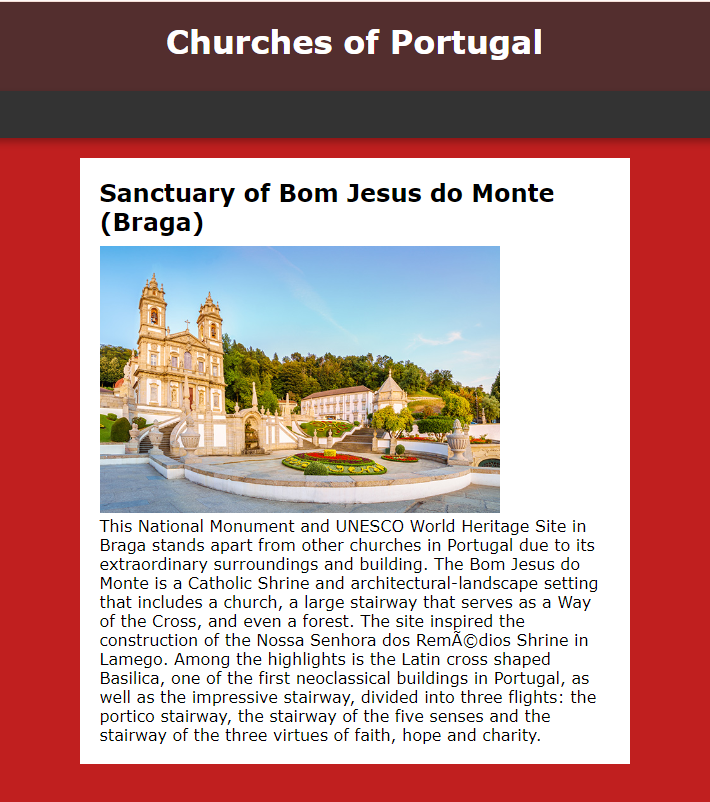 Churches of Portugal
Sanctuary of Bom Jesus do Monte
(Braga)
This National Monument and UNESCO World Heritage Site in
Braga stands apart from other churches in Portugal due to its
extraordinary surroundings and building. The Bom Jesus do
Monte is a Catholic Shrine and architectural-landscape setting
that includes a church, a large stairway that serves as a Way
of the Cross, and even a forest. The site inspired the
construction of the Nossa Senhora dos RemÃ©dios Shrine in
Lamego. Among the highlights is the Latin cross shaped
Basilica, one of the first neoclassical buildings in Portugal, as
well as the impressive stairway, divided into three flights: the
portico stairway, the stairway of the five senses and the
stairway of the three virtues of faith, hope and charity.